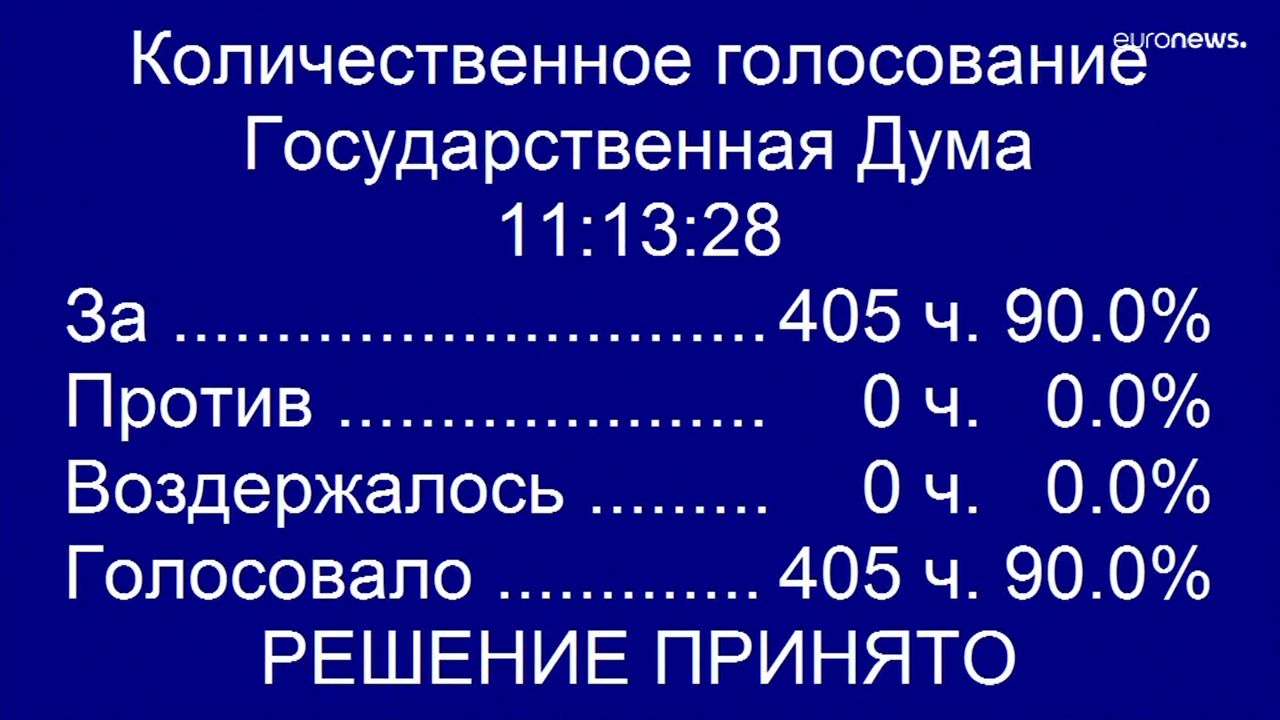 euronews.
Количественное голосование
Государственная Дума
11:13:28
За ............................. 405 ч. 90.0%
Против ..................... 0 ч. 0.0%
Воздержалось ......... 0 ч. 0.0%
Голосовало ............. 405 ч. 90.0%
РЕШЕНИЕ ПРИНЯТО